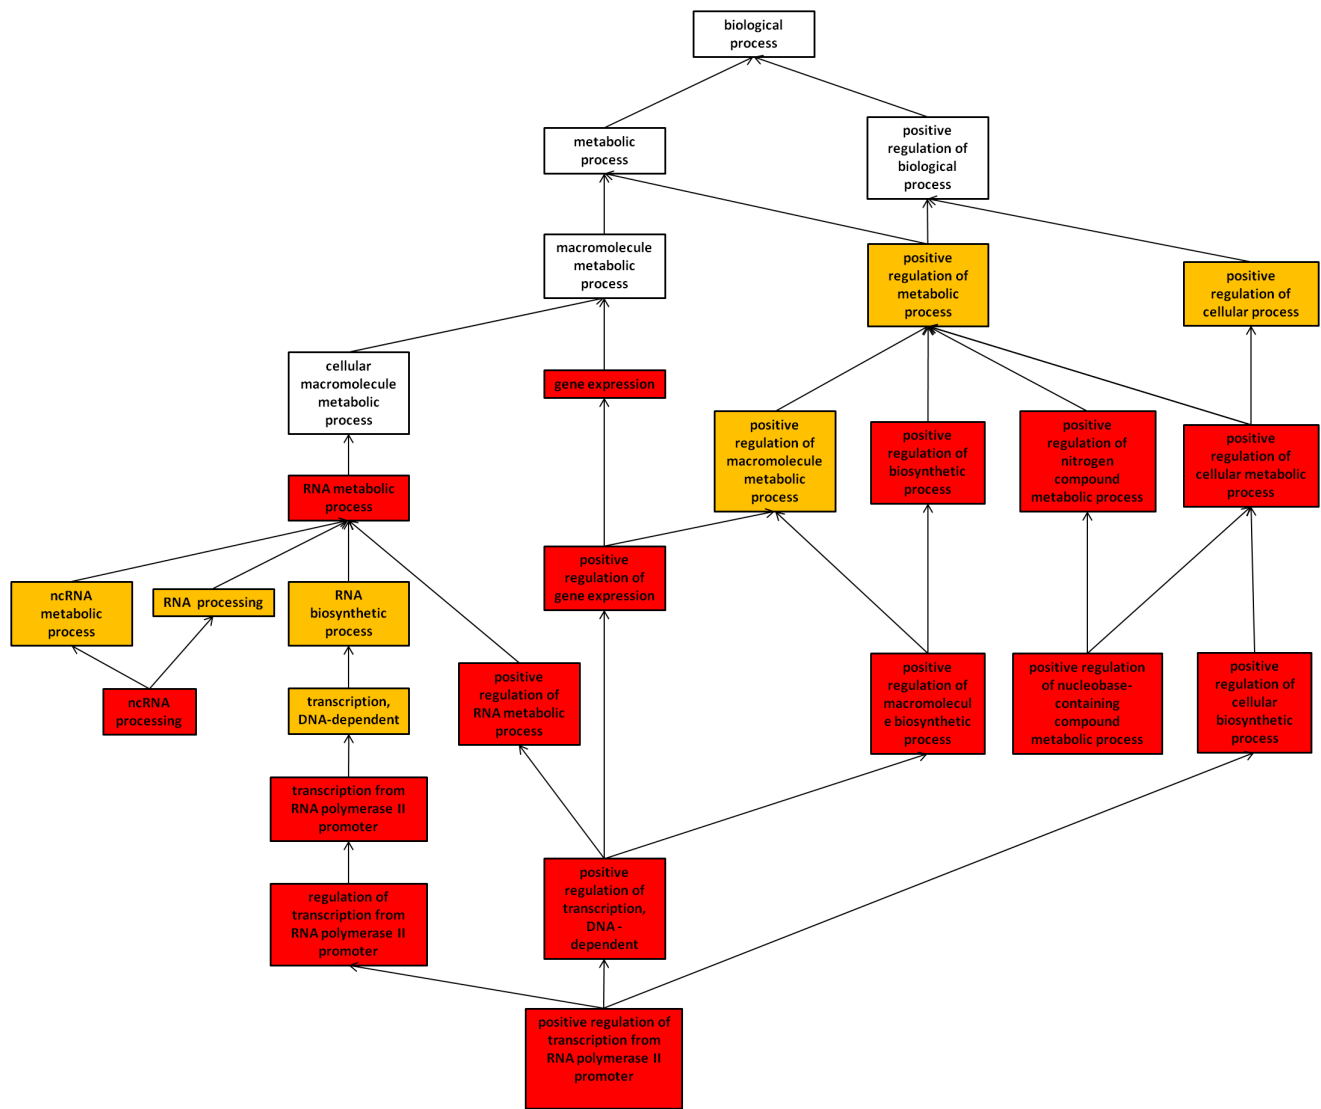 biological
process
metabolic
process
positive
regulation of
biological
process
macromolecule
metabolic
process
positive
regulation of
metabolic
process
positive
regulation of
cellular process
cellular
macromolecule
metabolic
process
gene expression
positive
regulation of
macromolecule
metabolic
process
positive
regulation of
biosynthetic
process
positive
regulation of
nitrogen
compound
metabolic process
positive
regulation of
cellular metabolic
process
RNA metabolic
process
positive
regulation of
gene expression
ncRNA
metabolic
process
RNA processing
RNA
biosynthetic
process
ncRNA
processing
transcription,
DNA-dependent
positive
regulation of
RNA metabolic
process
positive
regulation of
macromolecul
e biosynthetic
process
positive regulation
of nucleobase-
containing
compound
metabolic process
positive
regulation of
cellular
biosynthetic
process
transcription from
RNA polymerase II
promoter
regulation of
transcription from
RNA polymerase II
promoter
positive
regulation of
transcription,
DNA -
dependent
positive regulation of
transcription from
RNA polymerase II
promoter